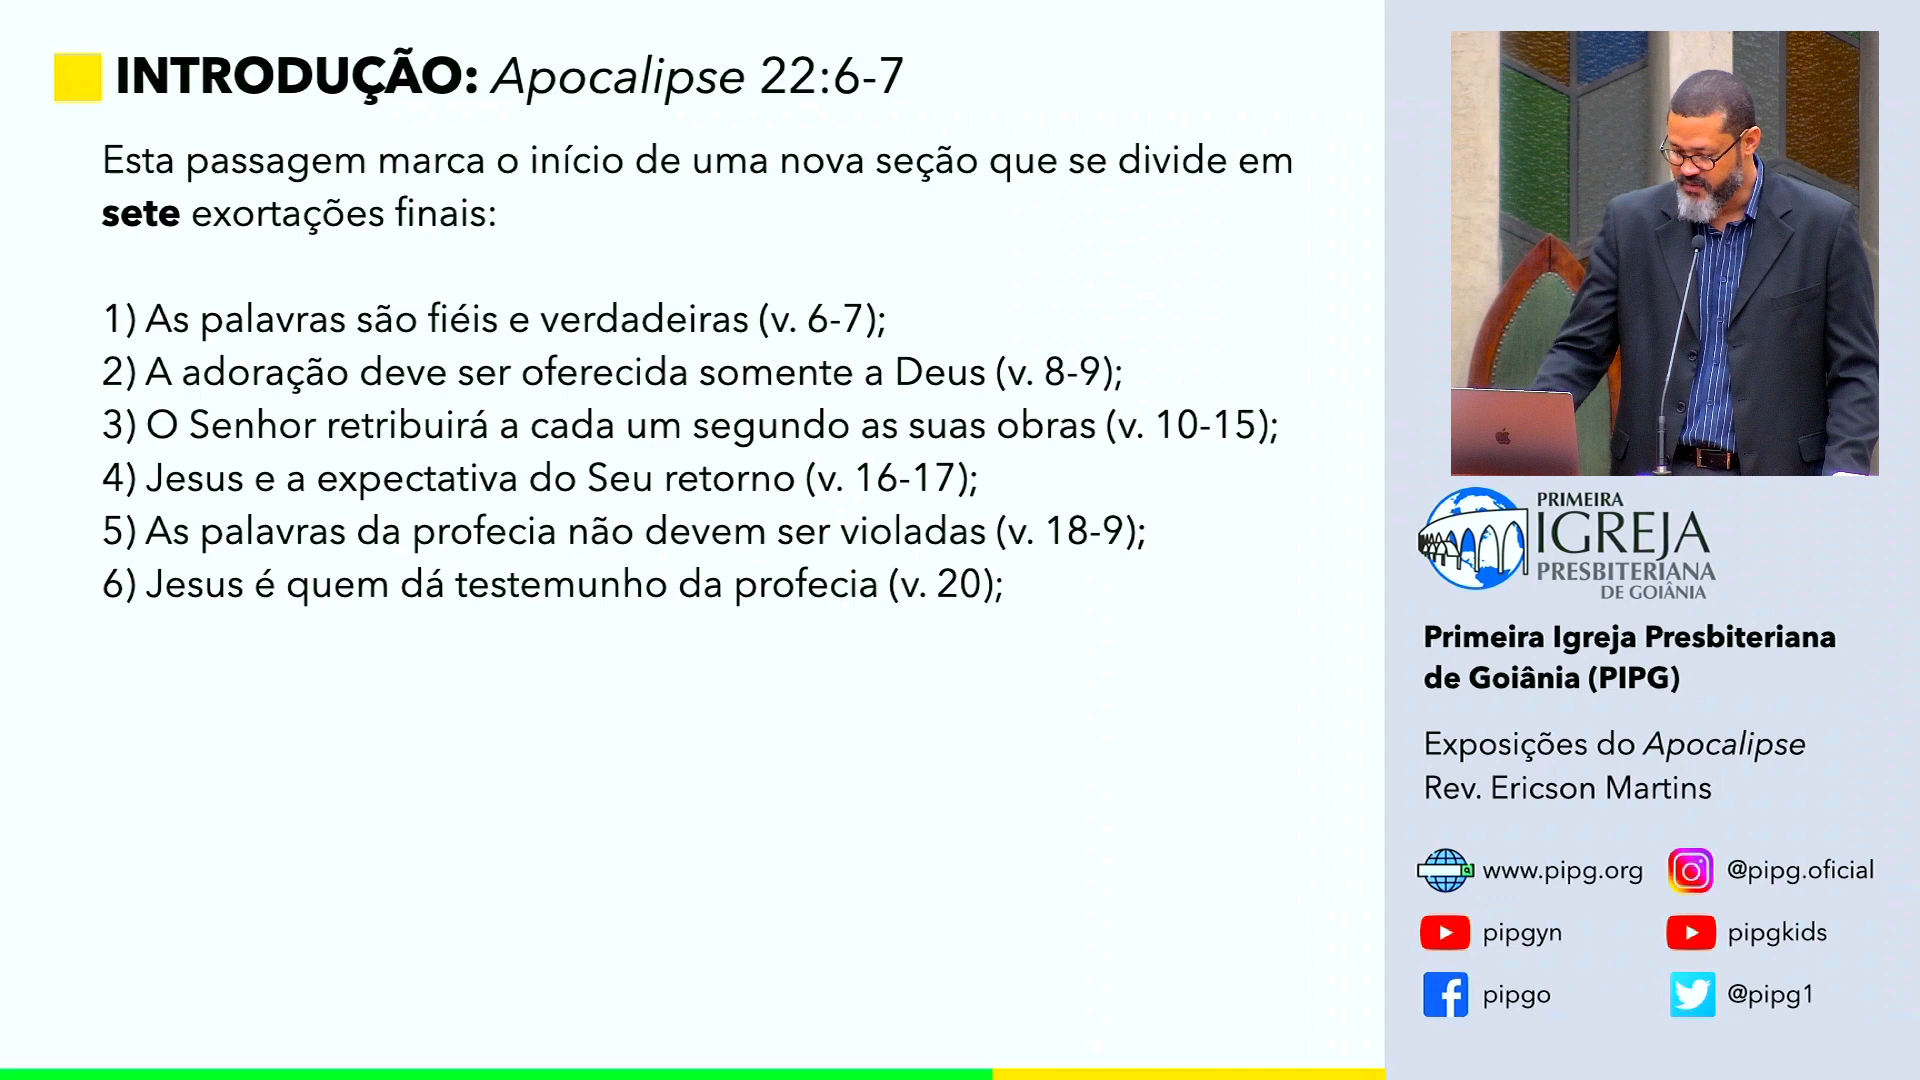 INTRODUÇÃO: Apocalipse 22:6-7
Esta passagem marca o início de uma nova seção que se divide em
sete exortações finais:
1) As palavras são fiéis e verdadeiras (v. 6-7);
2) A adoração deve ser oferecida somente a Deus (v. 8-9);
3) O Senhor retribuirá a cada um segundo as suas obras (v. 10-15);
4) Jesus e a expectativa do Seu retorno (v. 16-17);
5) As palavras da profecia não devem ser violadas (v. 18-9);
6) Jesus é quem dá testemunho da profecia (v. 20);
PRIMEIRA
IGREJA
PRESBITERIANA
DE GOIÂNIA
Primeira Igreja Presbiteriana
de Goiânia (PIPG)
Exposições do Apocalipse
Rev. Ericson Martins
www.pipg.org @pipg.oficial
pipgyn pipgkids
pipgo @pipg1